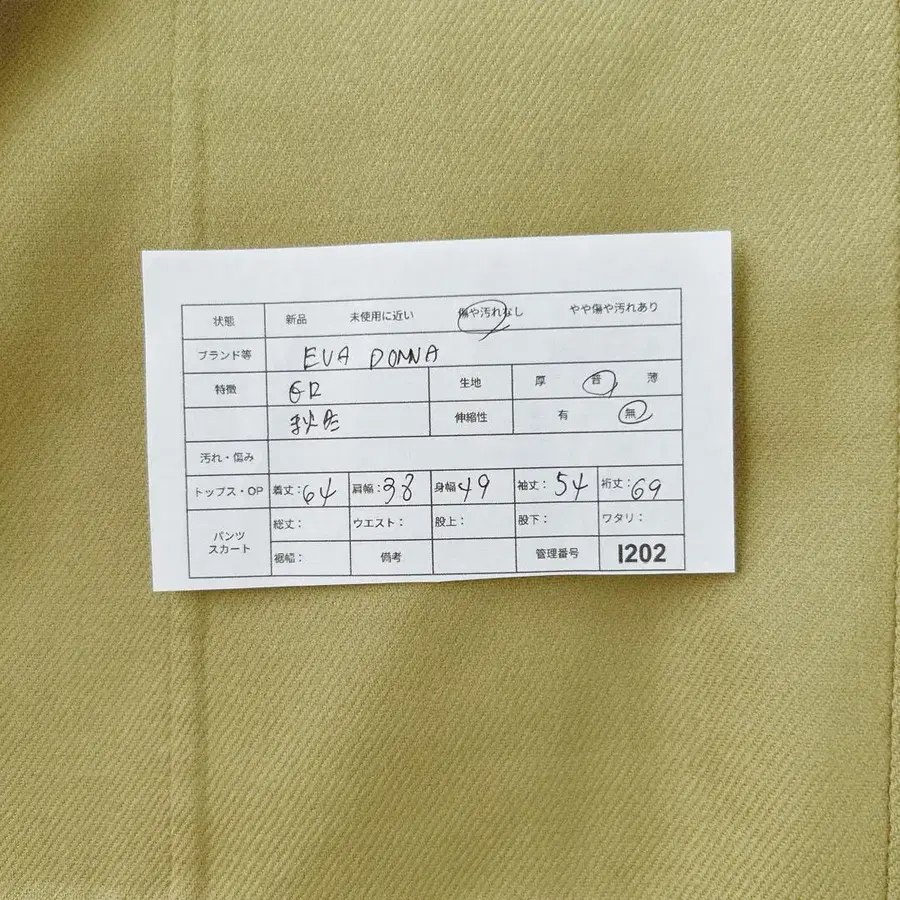 状態 新品 未使用に近い 傷や汚れなし やや傷や汚れあり
ブランド等 EVA DONNA
特徴 GR 生地 厚 普 薄
秋冬 伸縮性 有 無
汚れ・傷み
トップス・OP 着丈:64 肩幅:38 身幅:49 袖丈:54 裄丈:69
パンツ スカート 総丈: ウエスト: 股上: 股下: ワタリ:
裾幅: 備考 管理番号 I202